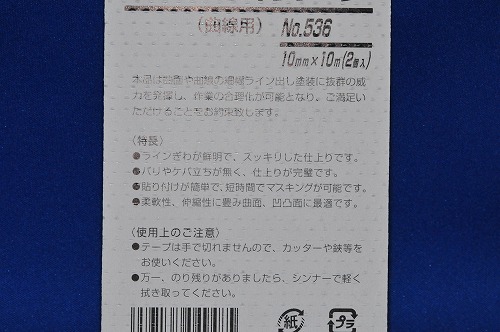 (曲線用) No.536
10mm×10m(2個入)
本品は曲面や曲線の細幅ライン出し塗装に抜群の威
力を発揮し、作業の合理化が可能となり、ご満足い
ただけることをお約束致します。
〈特長〉
●ラインぎわが鮮明で、スッキリした仕上りです。
●バリやケバ立ちが無く、仕上りが完璧です。
●貼り付けが簡単で、短時間でマスキングが可能です。
●柔軟性、伸縮性に豊み曲面、凹凸面に最適です。
〈使用上のご注意〉
●テープは手で切れませんので、カッターや鋏等を
お使いください。
●万一、のり残りがありましたら、シンナーで軽く
拭き取ってください。
紙 プラ